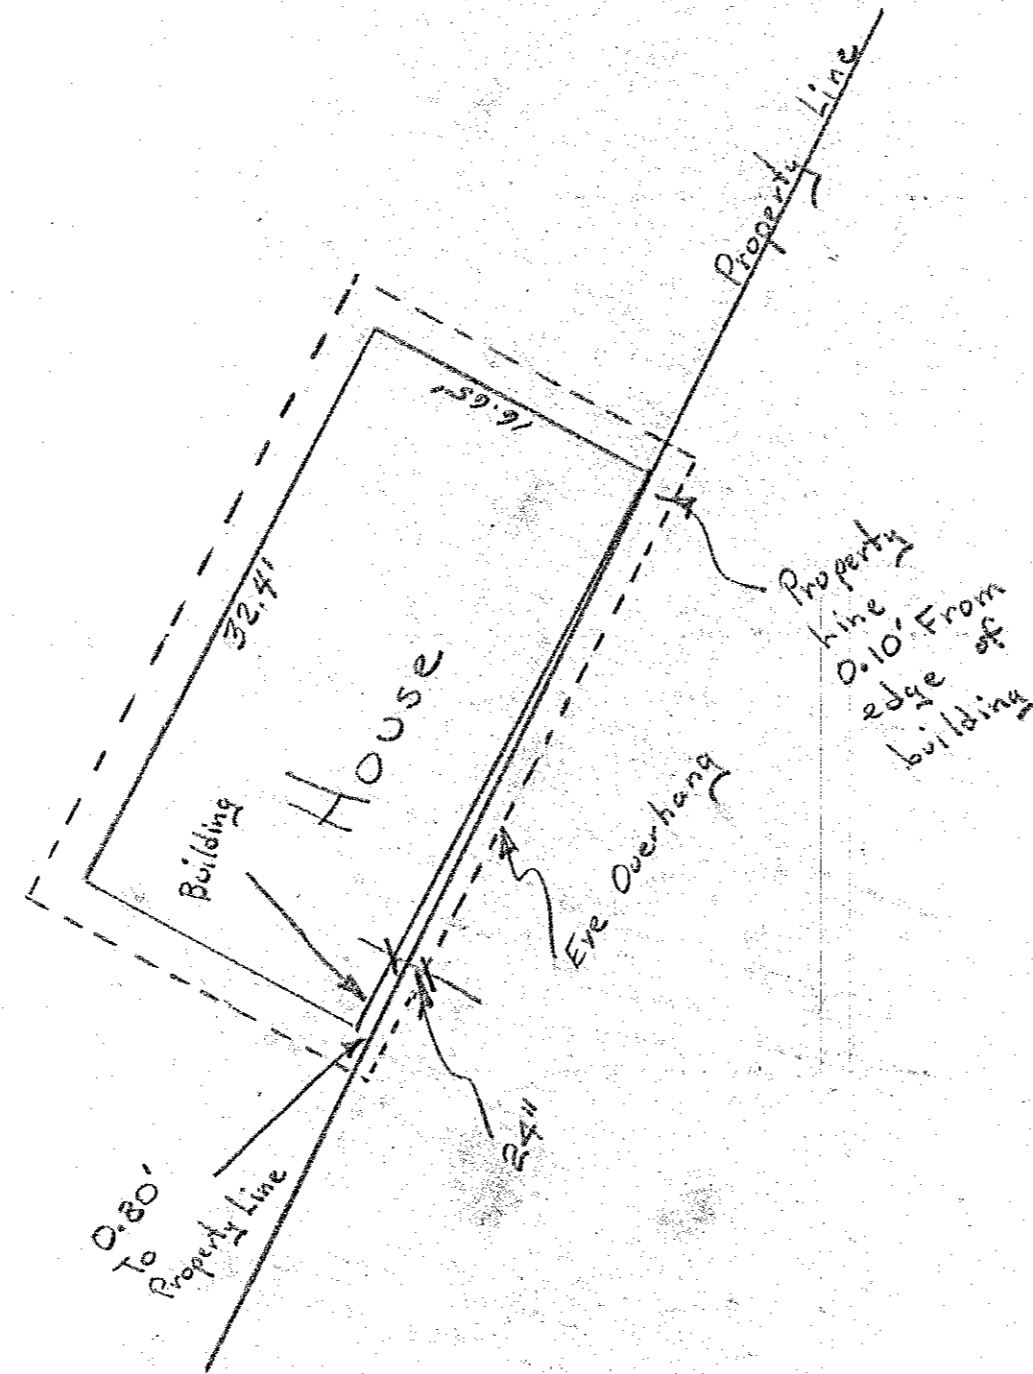 Property Line
16.65'
32.4'
House
Building
Property
Line
0.10' From
edge of
building
Eve Overhang
24"
0.80'
To
Property Line